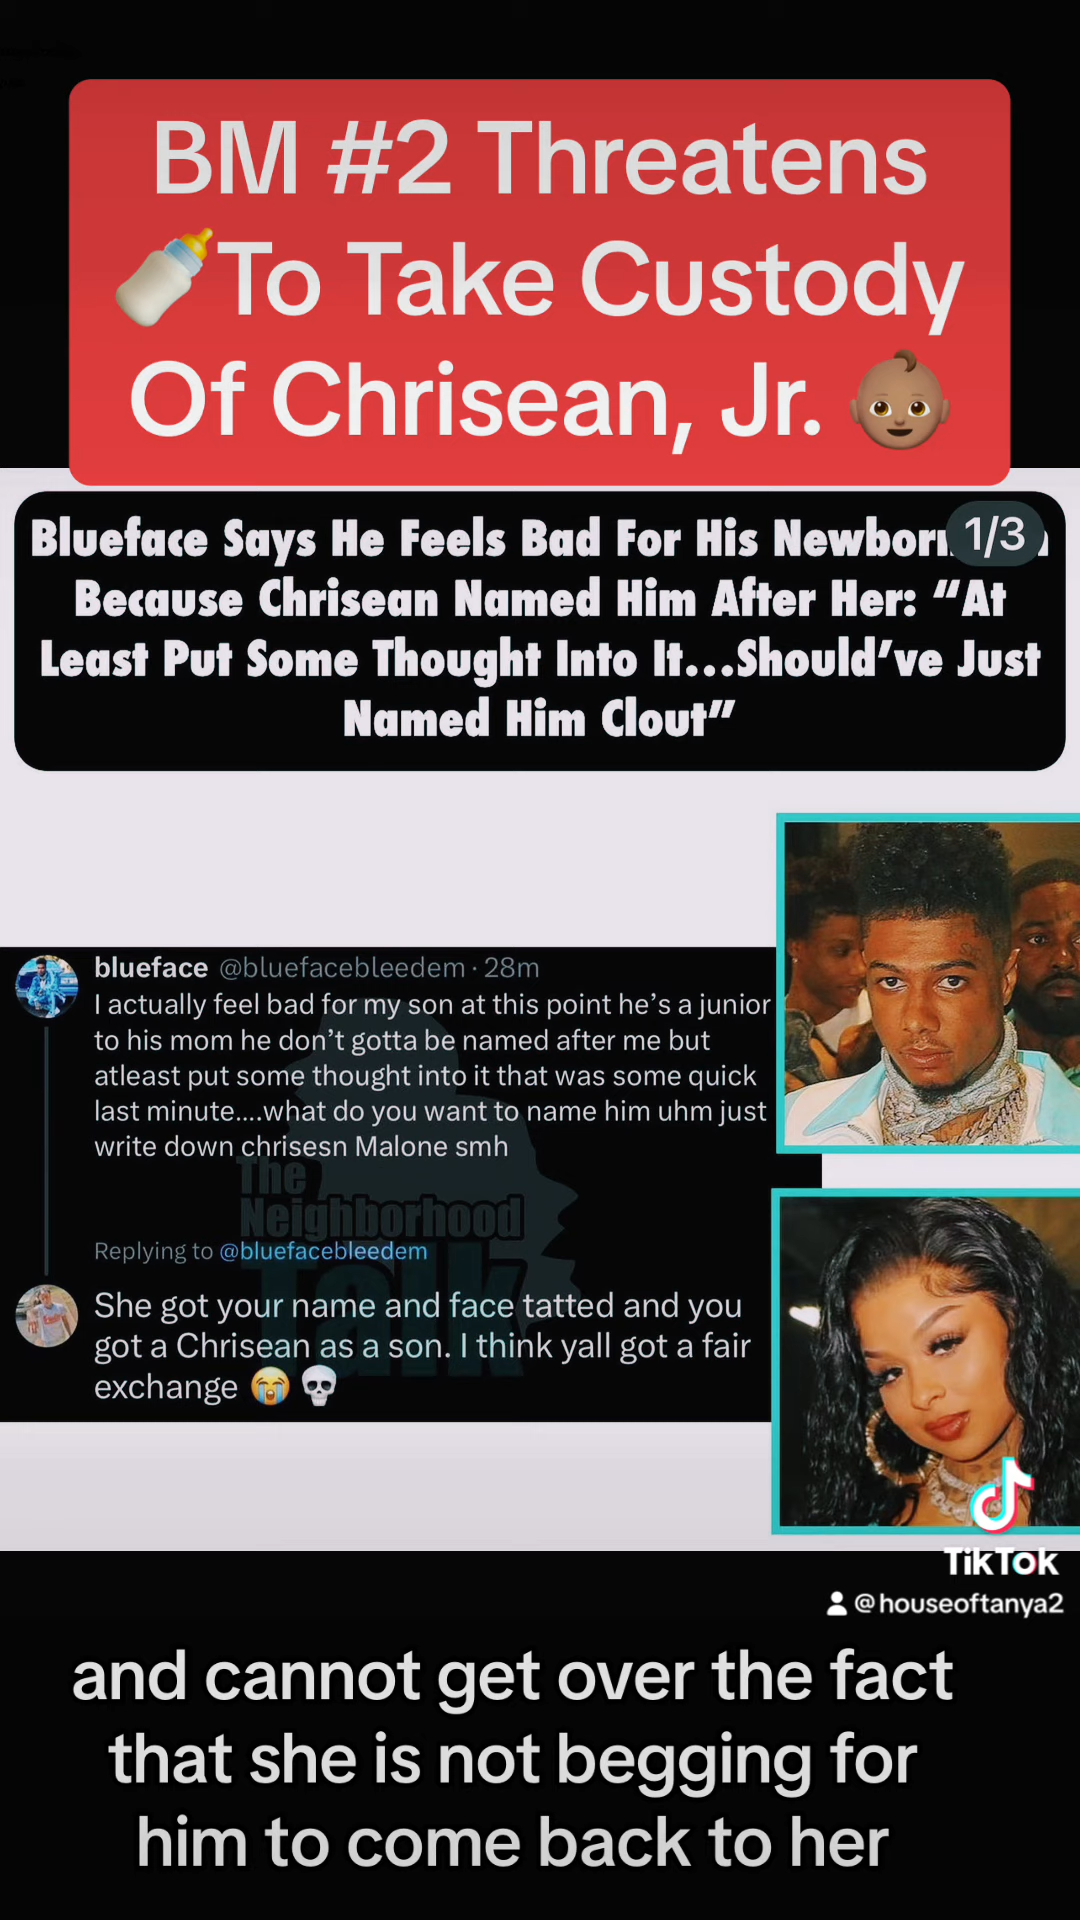 BM #2 Threatens
To Take Custody
Of Chrisean, Jr.
Blueface Says He Feels Bad For His Newborn
1/3
Because Chrisean Named Him After Her: “At
Least Put Some Thought Into It...Should’ve Just
Named Him Clout”
blueface @bluefacebleedem · 28m
I actually feel bad for my son at this point he’s a junior
to his mom he don’t gotta be named after me but
atleast put some thought into it that was some quick
last minute....what do you want to name him uhm just
write down chrisesn Malone smh
The
Neighborhood
Talk
Replying to @bluefacebleedem
She got your name and face tatted and you
got a Chrisean as a son. I think yall got a fair
exchange 😭💀
TikTok
@houseoftanya2
and cannot get over the fact
that she is not begging for
him to come back to her